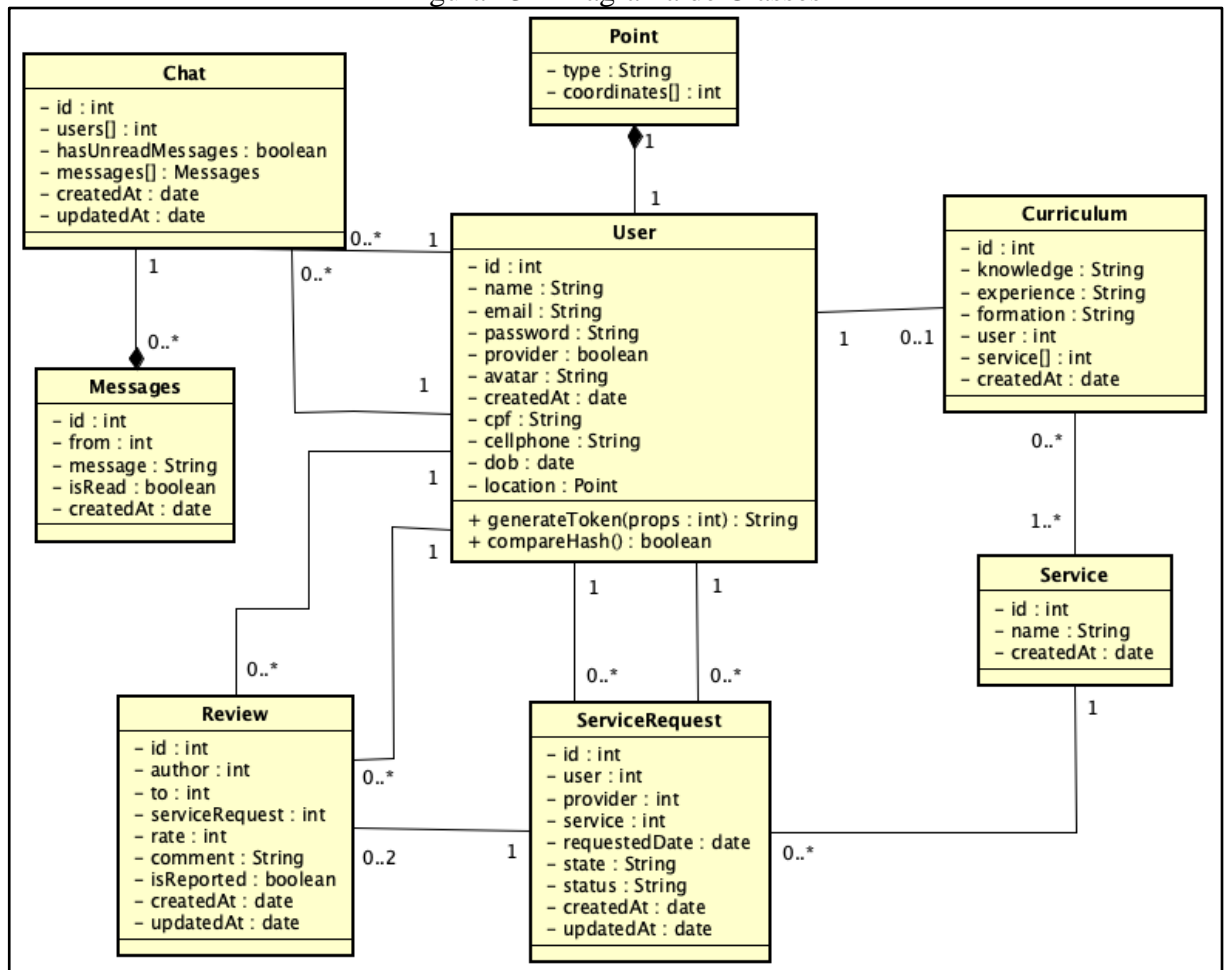 Point
- type : String
- coordinates[] : int
1
1
Chat
- id : int
- users[] : int
- hasUnreadMessages : boolean
- messages[] : Messages
- createdAt : date
- updatedAt : date
0..*
1
0..*
1
1
0..*
Messages
- id : int
- from : int
- message : String
- isRead : boolean
- createdAt : date
User
- id : int
- name : String
- email : String
- password : String
- provider : boolean
- avatar : String
- createdAt : date
- cpf : String
- cellphone : String
- dob : date
- location : Point
+ generateToken(props : int) : String
+ compareHash() : boolean
1
0..1
Curriculum
- id : int
- knowledge : String
- experience : String
- formation : String
- user : int
- service[] : int
- createdAt : date
0..*
1..*
Service
- id : int
- name : String
- createdAt : date
1
1
1
1
1
0..*
0..*
0..*
0..*
Review
- id : int
- author : int
- to : int
- serviceRequest : int
- rate : int
- comment : String
- isReported : boolean
- createdAt : date
- updatedAt : date
0..2
1
ServiceRequest
- id : int
- user : int
- provider : int
- service : int
- requestedDate : date
- state : String
- status : String
- createdAt : date
- updatedAt : date
0..*